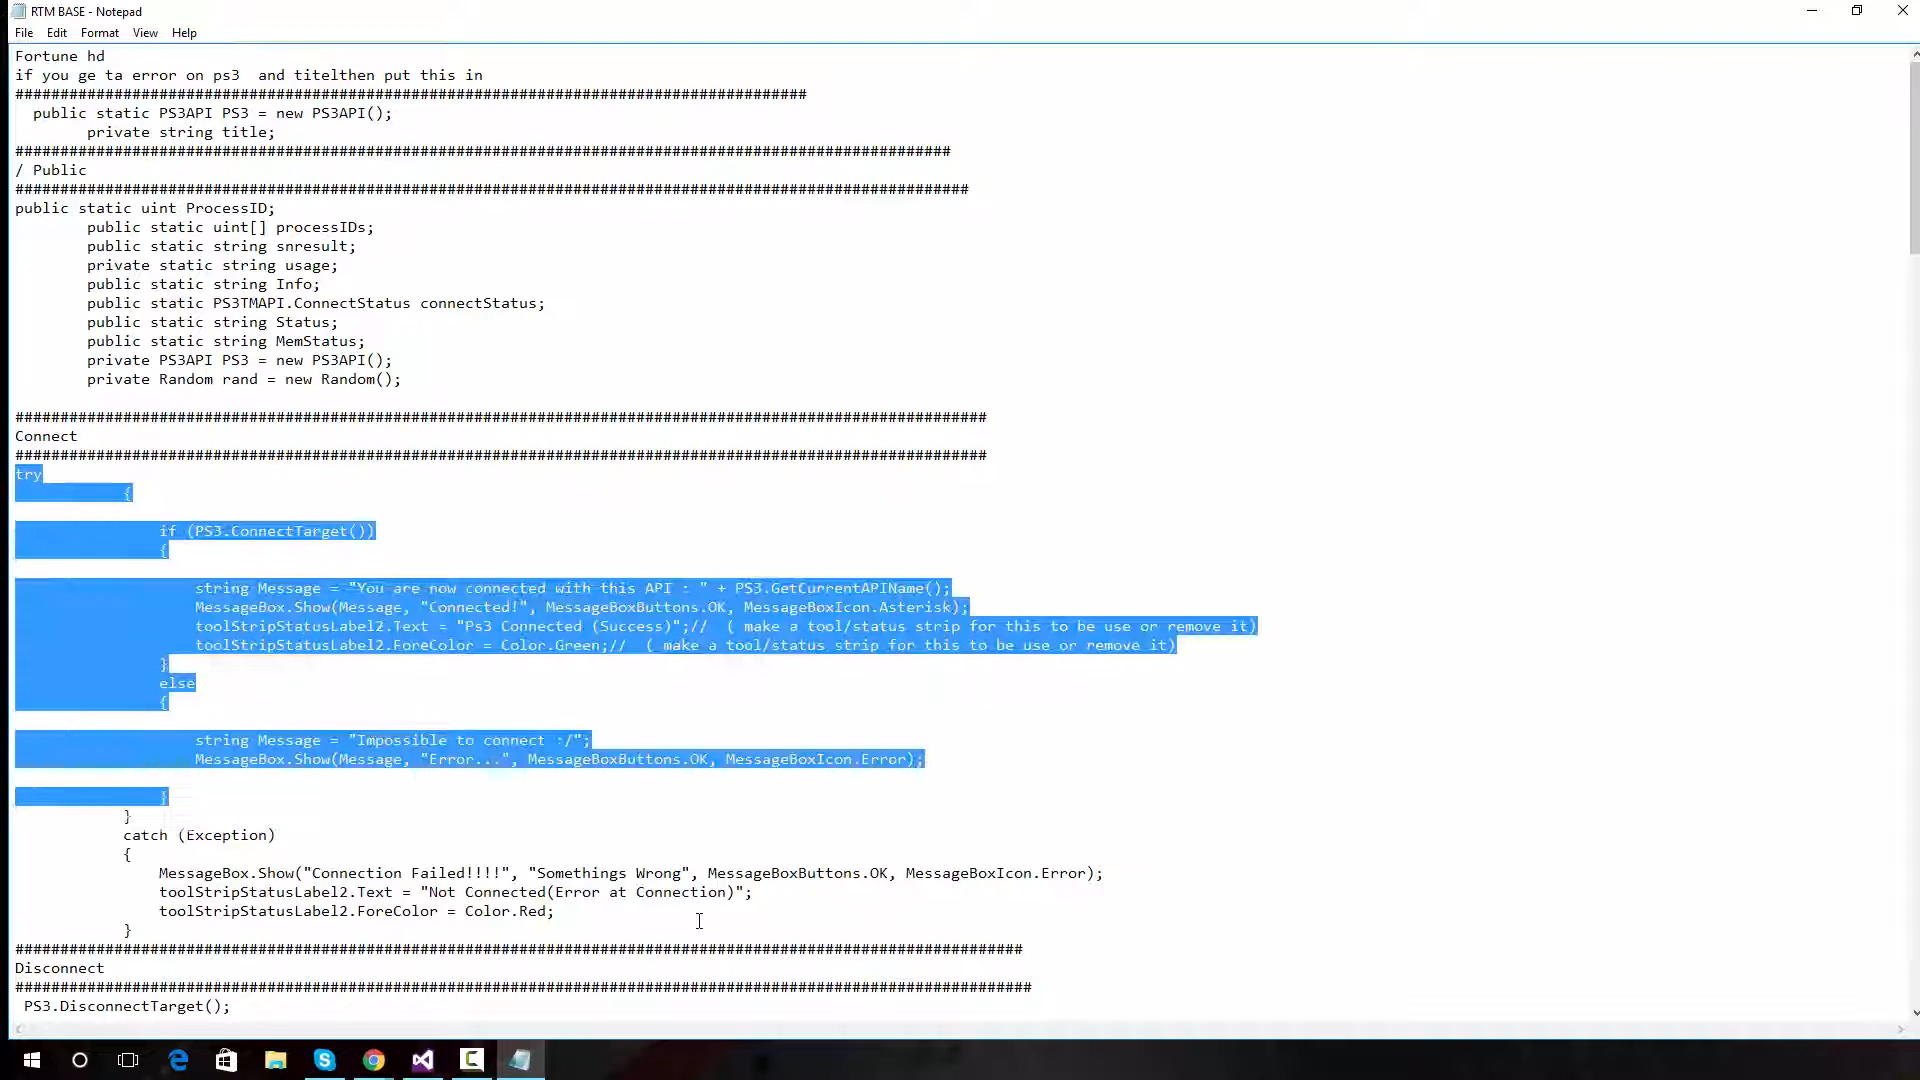 RTM BASE - Notepad
File Edit Format View Help
Fortune hd
if you ge ta error on ps3  and titelthen put this in
########################################################################################
  public static PS3API PS3 = new PS3API();
        private string title;
########################################################################################################
/ Public
##########################################################################################################
public static uint ProcessID;
        public static uint[] processIDs;
        public static string snresult;
        private static string usage;
        public static string Info;
        public static PS3TMAPI.ConnectStatus connectStatus;
        public static string Status;
        public static string MemStatus;
        private PS3API PS3 = new PS3API();
        private Random rand = new Random();
############################################################################################################
Connect
############################################################################################################
try
            {
                if (PS3.ConnectTarget())
                {
                    string Message = "You are now connected with this API : " + PS3.GetCurrentAPIName();
                    MessageBox.Show(Message, "Connected!", MessageBoxButtons.OK, MessageBoxIcon.Asterisk);
                    toolStripStatusLabel2.Text = "Ps3 Connected (Success)";//  ( make a tool/status strip for this to be use or remove it)
                    toolStripStatusLabel2.ForeColor = Color.Green;//  ( make a tool/status strip for this to be use or remove it)
                }
                else
                {
                    string Message = "Impossible to connect :/";
                    MessageBox.Show(Message, "Error...", MessageBoxButtons.OK, MessageBoxIcon.Error);
                }
            }
            catch (Exception)
            {
                MessageBox.Show("Connection Failed!!!!", "Somethings Wrong", MessageBoxButtons.OK, MessageBoxIcon.Error);
                toolStripStatusLabel2.Text = "Not Connected(Error at Connection)";
                toolStripStatusLabel2.ForeColor = Color.Red;
            }
################################################################################################################
Disconnect
#################################################################################################################
 PS3.DisconnectTarget();